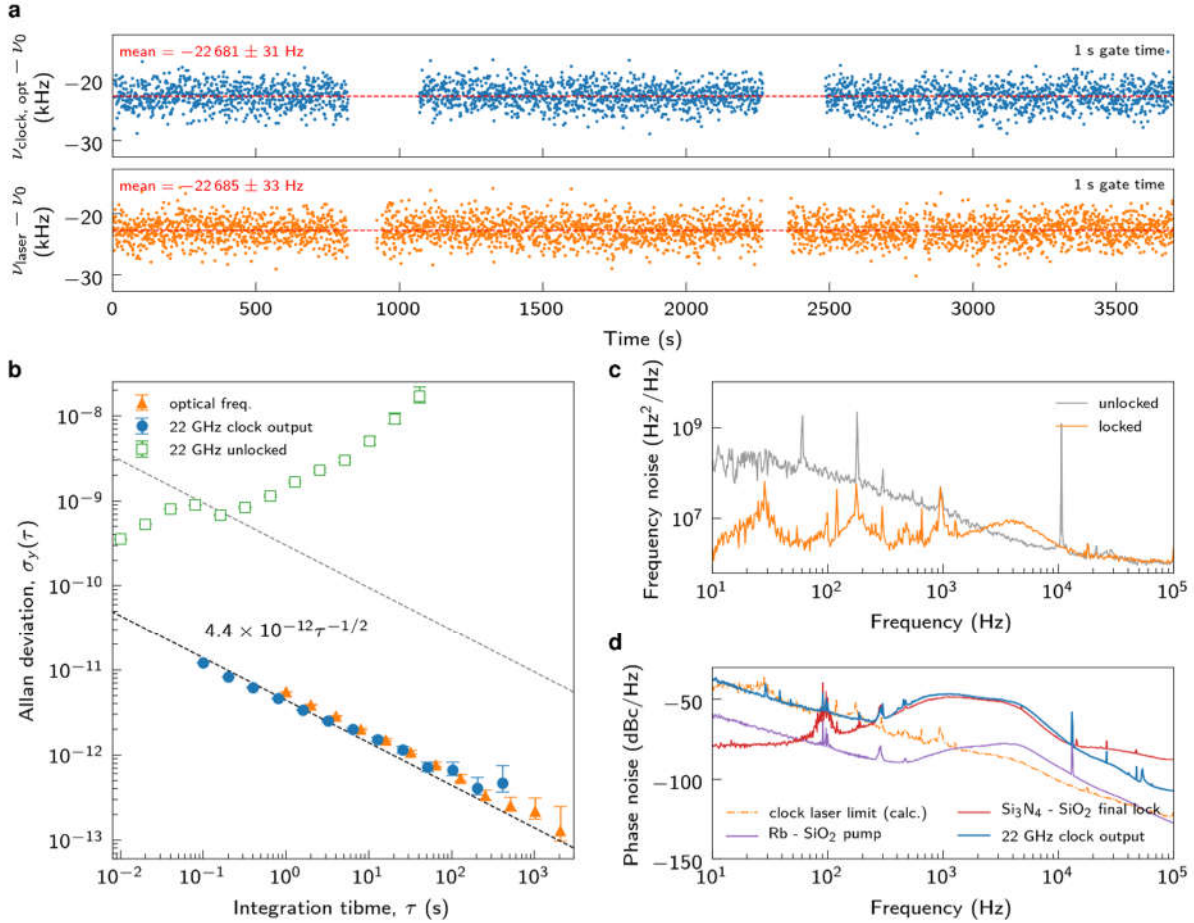 a
ν_clock, opt − ν_0
(kHz)
−20
−30
mean = −22 681 ± 31 Hz
1 s gate time
ν_laser − ν_0
(kHz)
−20
−30
mean = −22 685 ± 33 Hz
1 s gate time
0 500 1000 1500 2000 2500 3000 3500
Time (s)
b
Allan deviation, σ_y(τ)
10^−8
10^−9
10^−10
10^−11
10^−12
10^−13
optical freq.
22 GHz clock output
22 GHz unlocked
4.4 × 10^−12 τ^−1/2
10^−2 10^−1 10^0 10^1 10^2 10^3
Integration tibme, τ (s)
c
Frequency noise (Hz^2/Hz)
10^9
10^7
unlocked
locked
10^1 10^2 10^3 10^4 10^5
Frequency (Hz)
d
Phase noise (dBc/Hz)
−50
−100
−150
clock laser limit (calc.)
Rb - SiO_2 pump
Si_3N_4 - SiO_2 final lock
22 GHz clock output
10^1 10^2 10^3 10^4 10^5
Frequency (Hz)